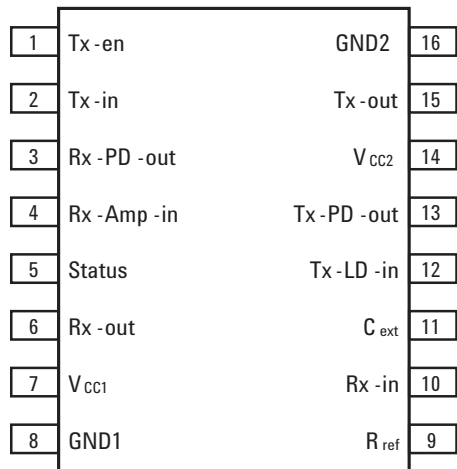 1 Tx-en GND2 16
2 Tx-in Tx-out 15
3 Rx-PD-out VCC2 14
4 Rx-Amp-in Tx-PD-out 13
5 Status Tx-LD-in 12
6 Rx-out Cext 11
7 VCC1 Rx-in 10
8 GND1 Rref 9